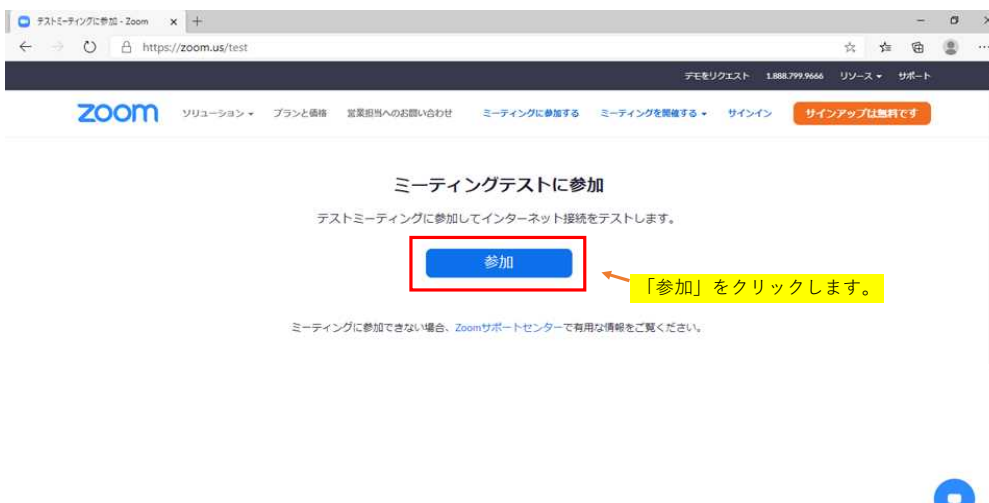 テストミーティングに参加 - Zoom
https://zoom.us/test
デモをリクエスト 1.888.799.9666 リソース サポート
zoom ソリューション プランと価格 営業担当へのお問い合わせ ミーティングに参加する ミーティングを開催する サインイン サインアップは無料です
ミーティングテストに参加
テストミーティングに参加してインターネット接続をテストします。
参加
「参加」をクリックします。
ミーティングに参加できない場合、Zoomサポートセンターで有用な情報をご覧ください。